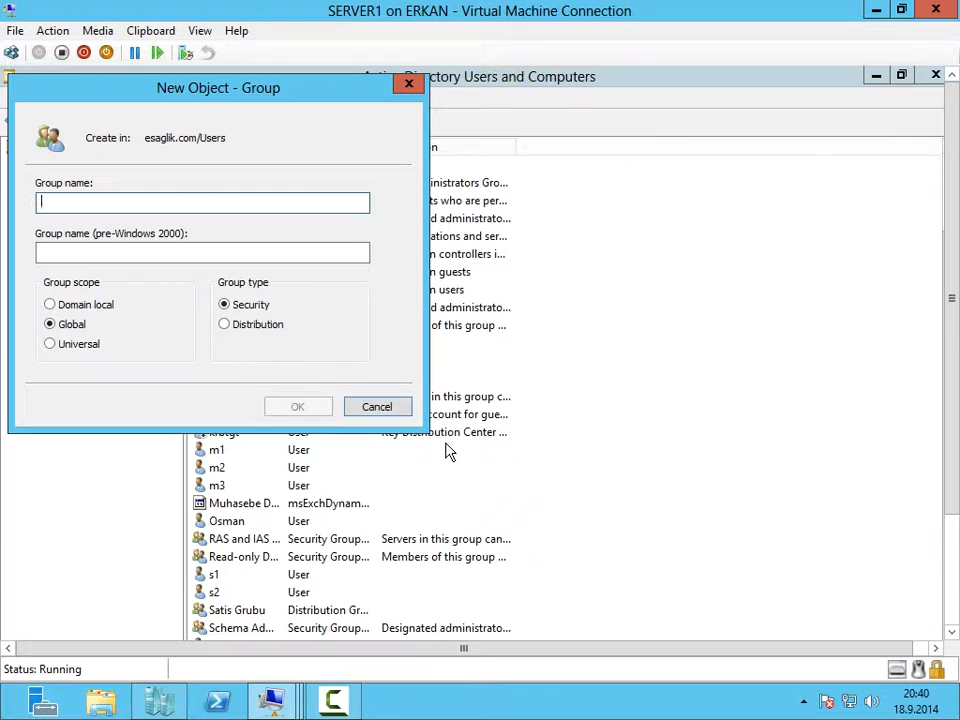 SERVER1 on ERKAN - Virtual Machine Connection
File Action Media Clipboard View Help
Directory Users and Computers
New Object - Group
Create in: esaglik.com/Users
Group name:
Group name (pre-Windows 2000):
Group scope
Domain local
Global
Universal
Group type
Security
Distribution
OK
Cancel
on
nistrators Gro...
ts who are per...
d administrato...
ations and ser...
n controllers i...
n guests
n users
d administrato...
of this group ...
in this group c...
count for gue...
krbtgt User Key Distribution Center ...
m1 User
m2 User
m3 User
Muhasebe D... msExchDynam...
Osman User
RAS and IAS ... Security Group... Servers in this group can...
Read-only D... Security Group... Members of this group ...
s1 User
s2 User
Satis Grubu Distribution Gr...
Schema Ad... Security Group... Designated administrato...
Status: Running
20:40
18.9.2014